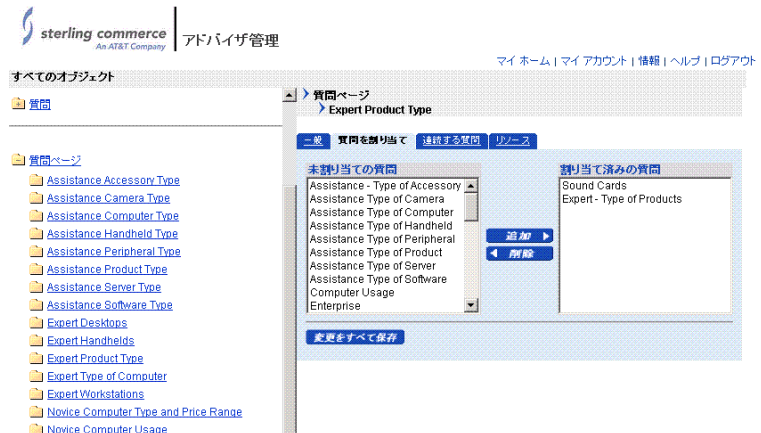 sterling commerce
An AT&T Company
アドバイザ管理
マイ ホーム | マイ アカウント | 情報 | ヘルプ | ログアウト
すべてのオブジェクト
質問
質問ページ
Assistance Accessory Type
Assistance Camera Type
Assistance Computer Type
Assistance Handheld Type
Assistance Peripheral Type
Assistance Product Type
Assistance Server Type
Assistance Software Type
Expert Desktops
Expert Handhelds
Expert Product Type
Expert Type of Computer
Expert Workstations
Novice Computer Type and Price Range
Novice Computer Usage
質問ページ
Expert Product Type
一般
質問を割り当て
連続する質問
リソース
未割り当ての質問
Assistance - Type of Accessory
Assistance Type of Camera
Assistance Type of Computer
Assistance Type of Handheld
Assistance Type of Peripheral
Assistance Type of Product
Assistance Type of Server
Assistance Type of Software
Computer Usage
Enterprise
追加
削除
割り当て済みの質問
Sound Cards
Expert - Type of Products
変更をすべて保存